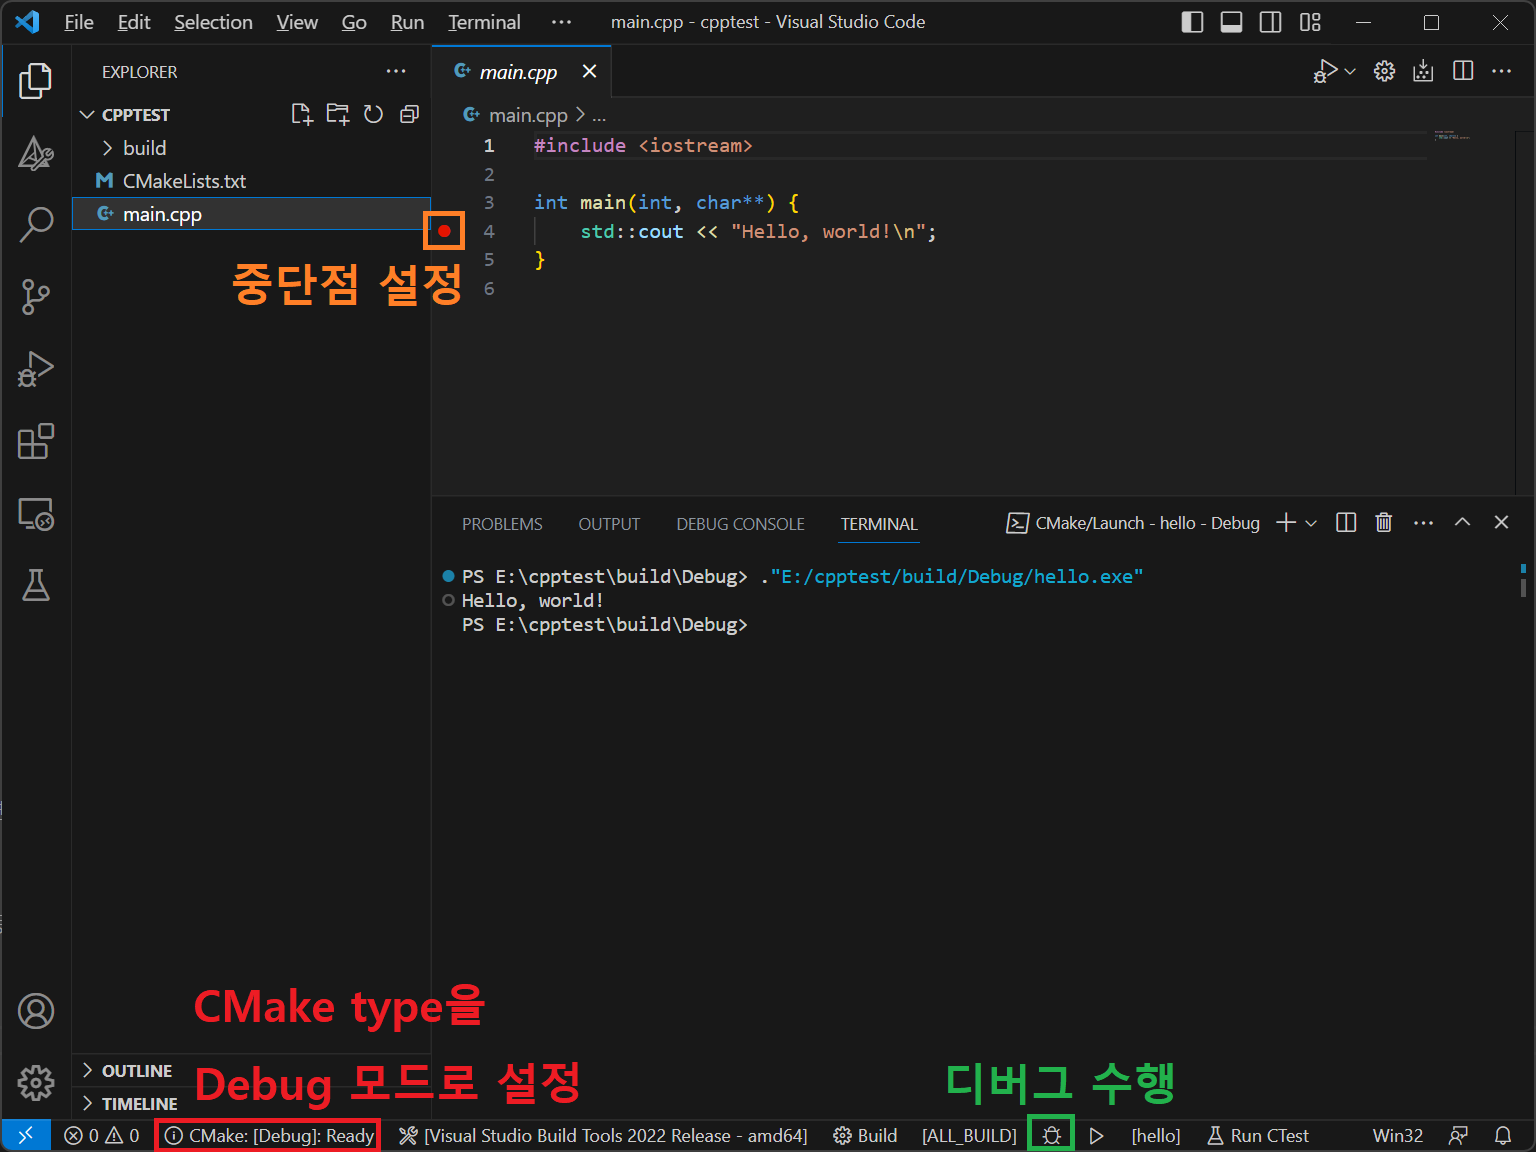 File Edit Selection View Go Run Terminal ··· main.cpp - cpptest - Visual Studio Code
EXPLORER ···
main.cpp
CPPTEST
main.cpp > ...
build
CMakeLists.txt
main.cpp
1 #include <iostream>
2
3 int main(int, char**) {
4 std::cout << "Hello, world!\n";
5 }
6
중단점 설정
PROBLEMS OUTPUT DEBUG CONSOLE TERMINAL CMake/Launch - hello - Debug
PS E:\cpptest\build\Debug> ."E:/cpptest/build/Debug/hello.exe"
Hello, world!
PS E:\cpptest\build\Debug>
CMake type을
Debug 모드로 설정
디버그 수행
OUTLINE
TIMELINE
0 0 CMake: [Debug]: Ready [Visual Studio Build Tools 2022 Release - amd64] Build [ALL_BUILD] [hello] Run CTest Win32